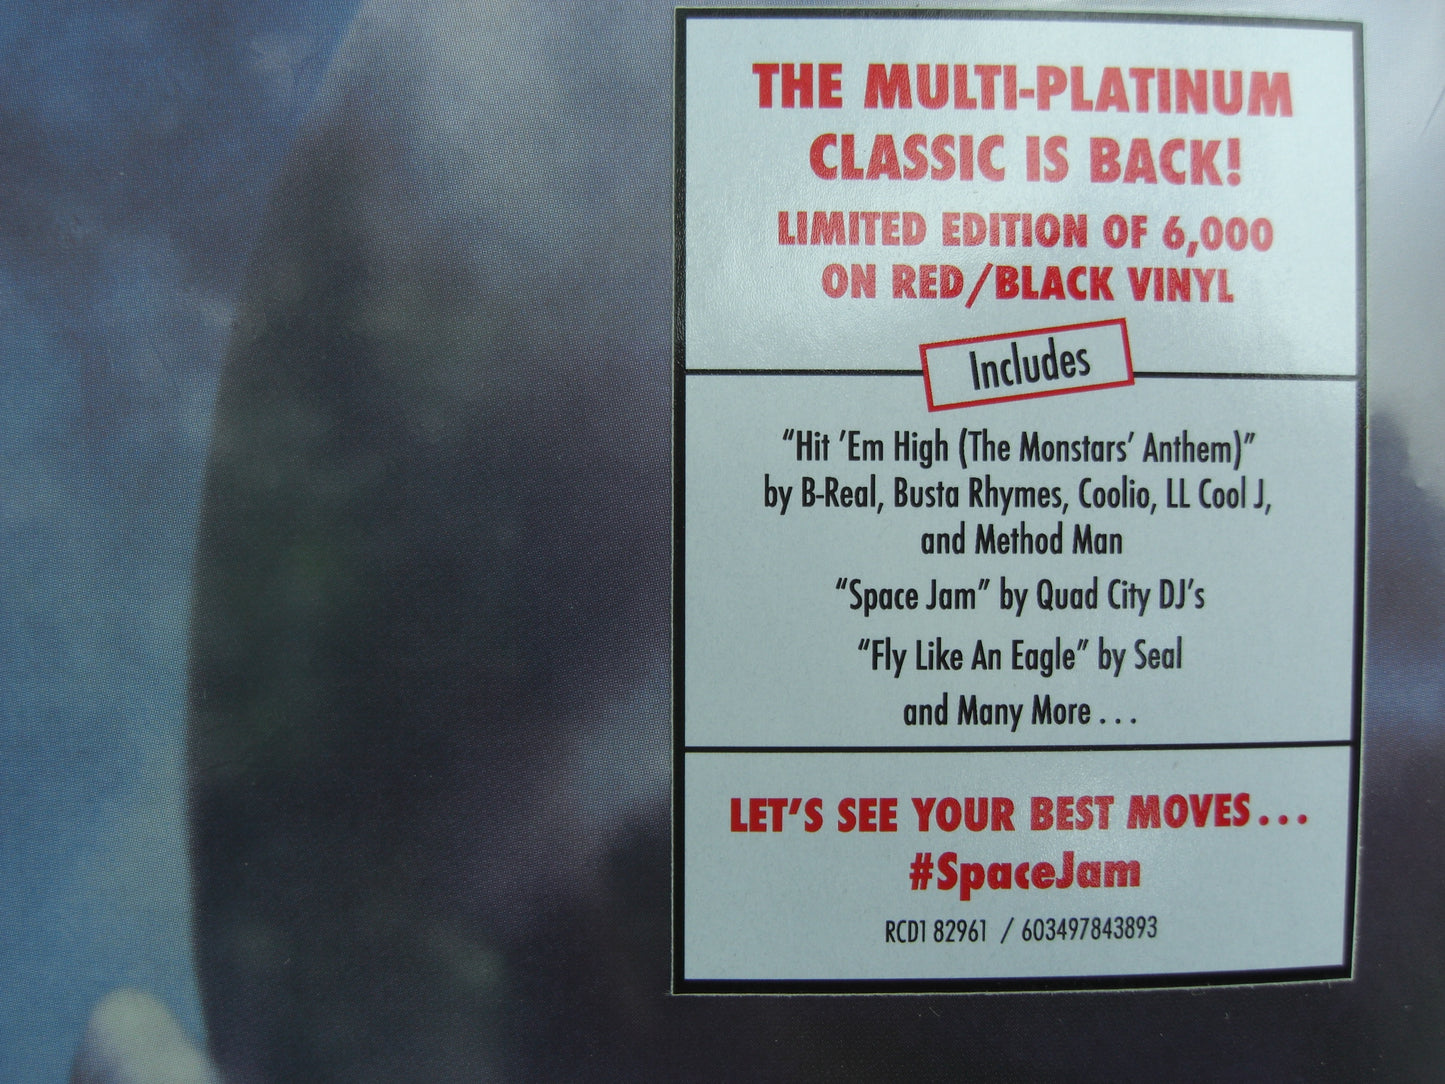 THE MULTI-PLATINUM
CLASSIC IS BACK!
LIMITED EDITION OF 6,000
ON RED/BLACK VINYL
Includes
“Hit ’Em High (The Monstars’ Anthem)”
by B-Real, Busta Rhymes, Coolio, LL Cool J,
and Method Man
“Space Jam” by Quad City DJ’s
“Fly Like An Eagle” by Seal
and Many More . . .
LET’S SEE YOUR BEST MOVES . . .
#SpaceJam
RCD1 82961 / 603497843893